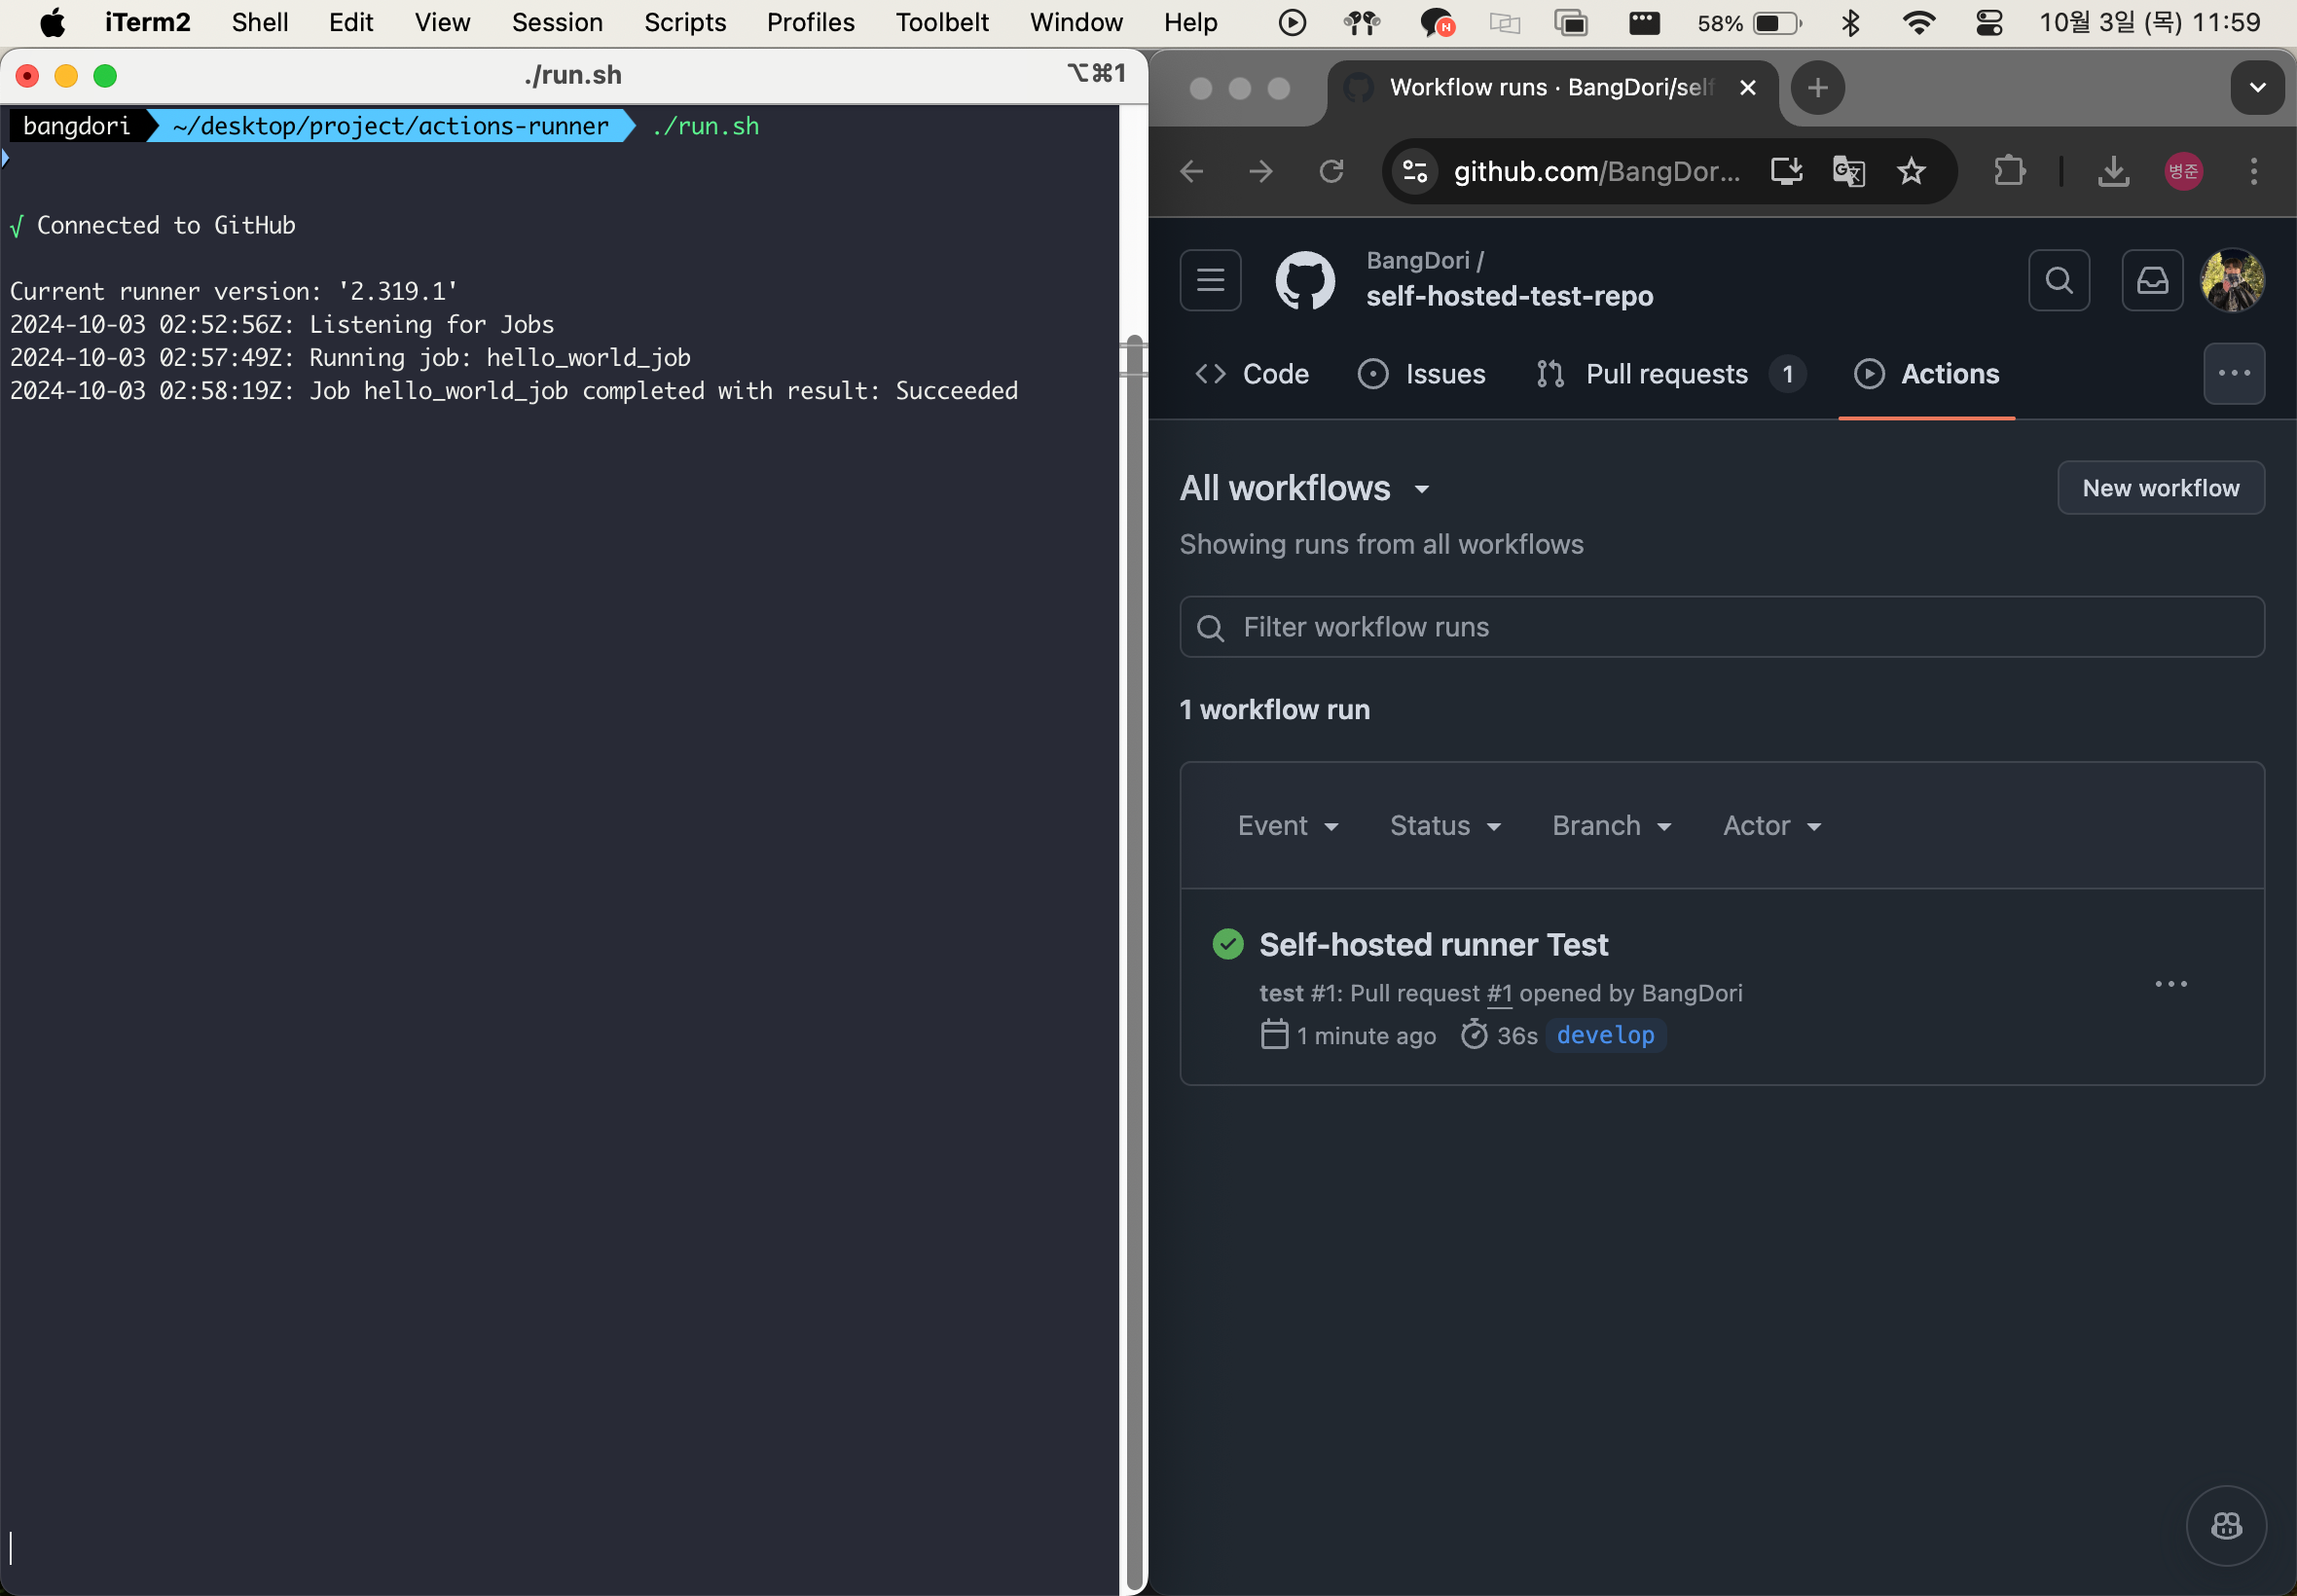 iTerm2 Shell Edit View Session Scripts Profiles Toolbelt Window Help 58% 10월 3일 (목) 11:59
./run.sh ⌥⌘1
bangdori ~/desktop/project/actions-runner ./run.sh
√ Connected to GitHub
Current runner version: '2.319.1'
2024-10-03 02:52:56Z: Listening for Jobs
2024-10-03 02:57:49Z: Running job: hello_world_job
2024-10-03 02:58:19Z: Job hello_world_job completed with result: Succeeded
Workflow runs · BangDori/self
github.com/BangDor... 병준
BangDori /
self-hosted-test-repo
Code Issues Pull requests 1 Actions
All workflows New workflow
Showing runs from all workflows
Filter workflow runs
1 workflow run
Event Status Branch Actor
Self-hosted runner Test
test #1: Pull request #1 opened by BangDori
1 minute ago 36s develop